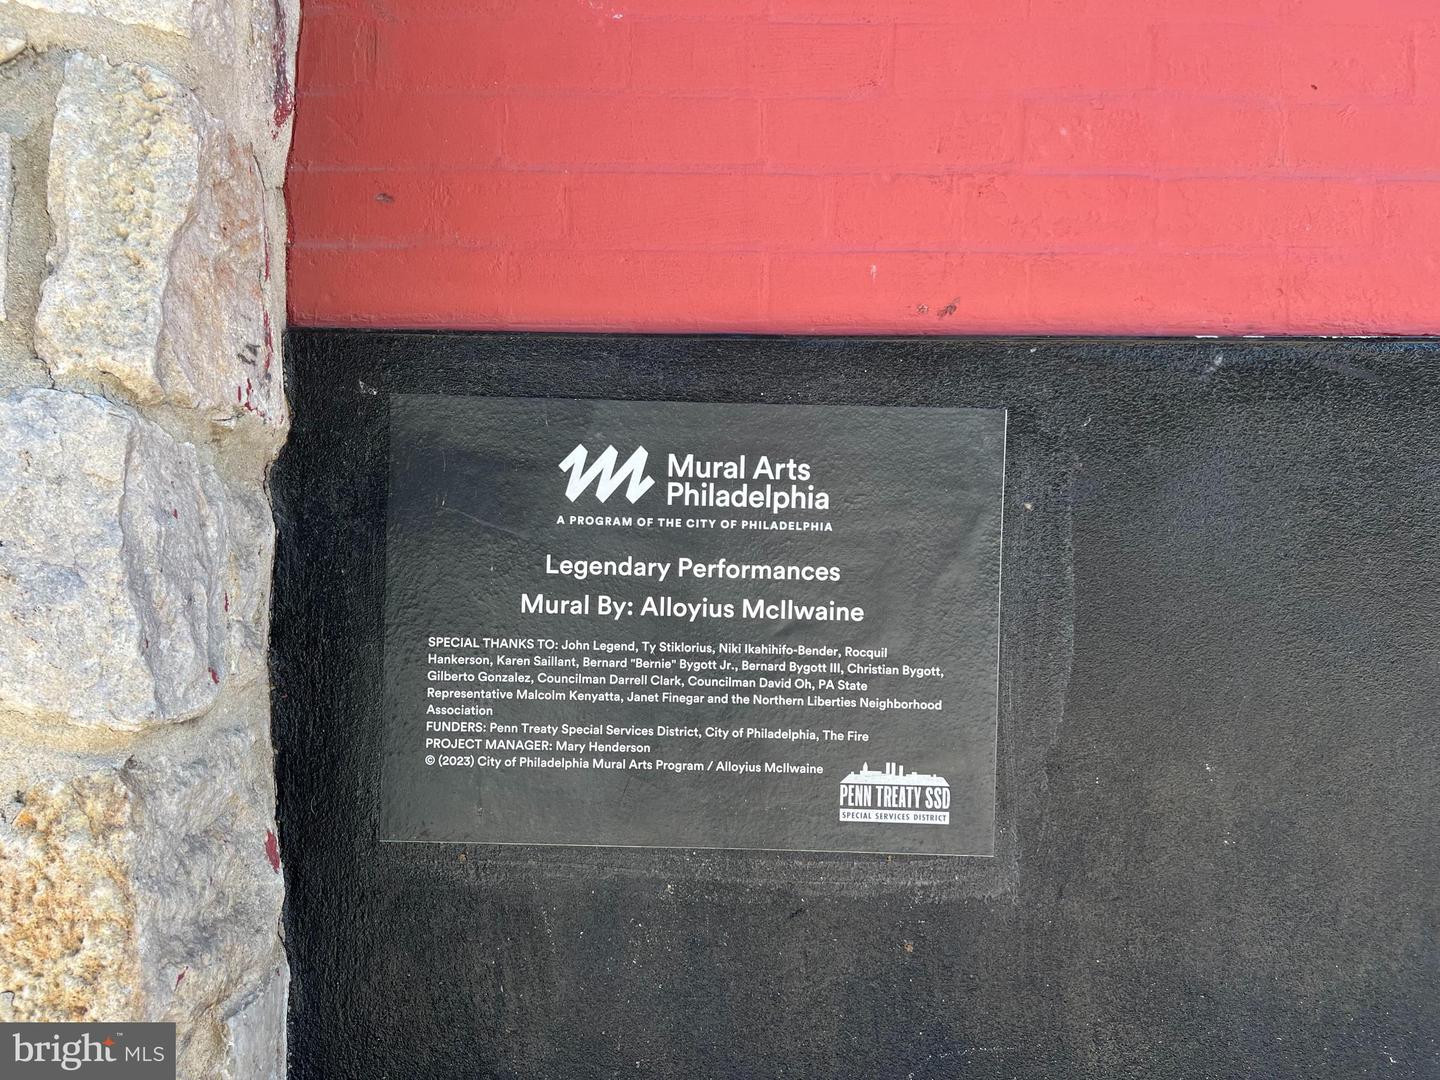 Mural Arts
Philadelphia
A PROGRAM OF THE CITY OF PHILADELPHIA
Legendary Performances
Mural By: Alloyius McIlwaine
SPECIAL THANKS TO: John Legend, Ty Stiklorius, Niki Ikahihifo-Bender, Rocquil
Hankerson, Karen Saillant, Bernard "Bernie" Bygott Jr., Bernard Bygott III, Christian Bygott,
Gilberto Gonzalez, Councilman Darrell Clark, Councilman David Oh, PA State
Representative Malcolm Kenyatta, Janet Finegar and the Northern Liberties Neighborhood
Association
FUNDERS: Penn Treaty Special Services District, City of Philadelphia, The Fire
PROJECT MANAGER: Mary Henderson
© (2023) City of Philadelphia Mural Arts Program / Alloyius McIlwaine
PENN TREATY SSD
SPECIAL SERVICES DISTRICT
bright™ MLS